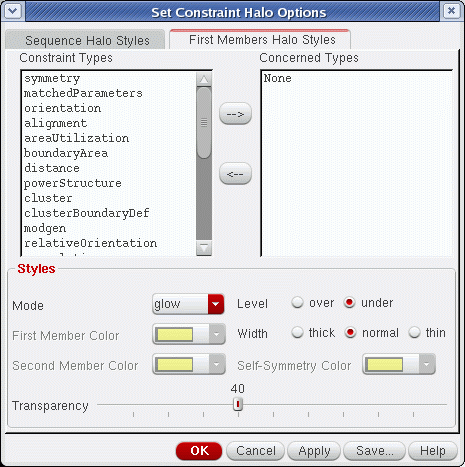 Set Constraint Halo Options
Sequence Halo Styles First Members Halo Styles
Constraint Types Concerned Types
symmetry None
matchedParameters
orientation
alignment
areaUtilization
boundaryArea
distance
powerStructure
cluster
clusterBoundaryDef
modgen
relativeOrientation
-->
<--
Styles
Mode glow Level over under
First Member Color Width thick normal thin
Second Member Color Self-Symmetry Color
40
Transparency
OK Cancel Apply Save... Help